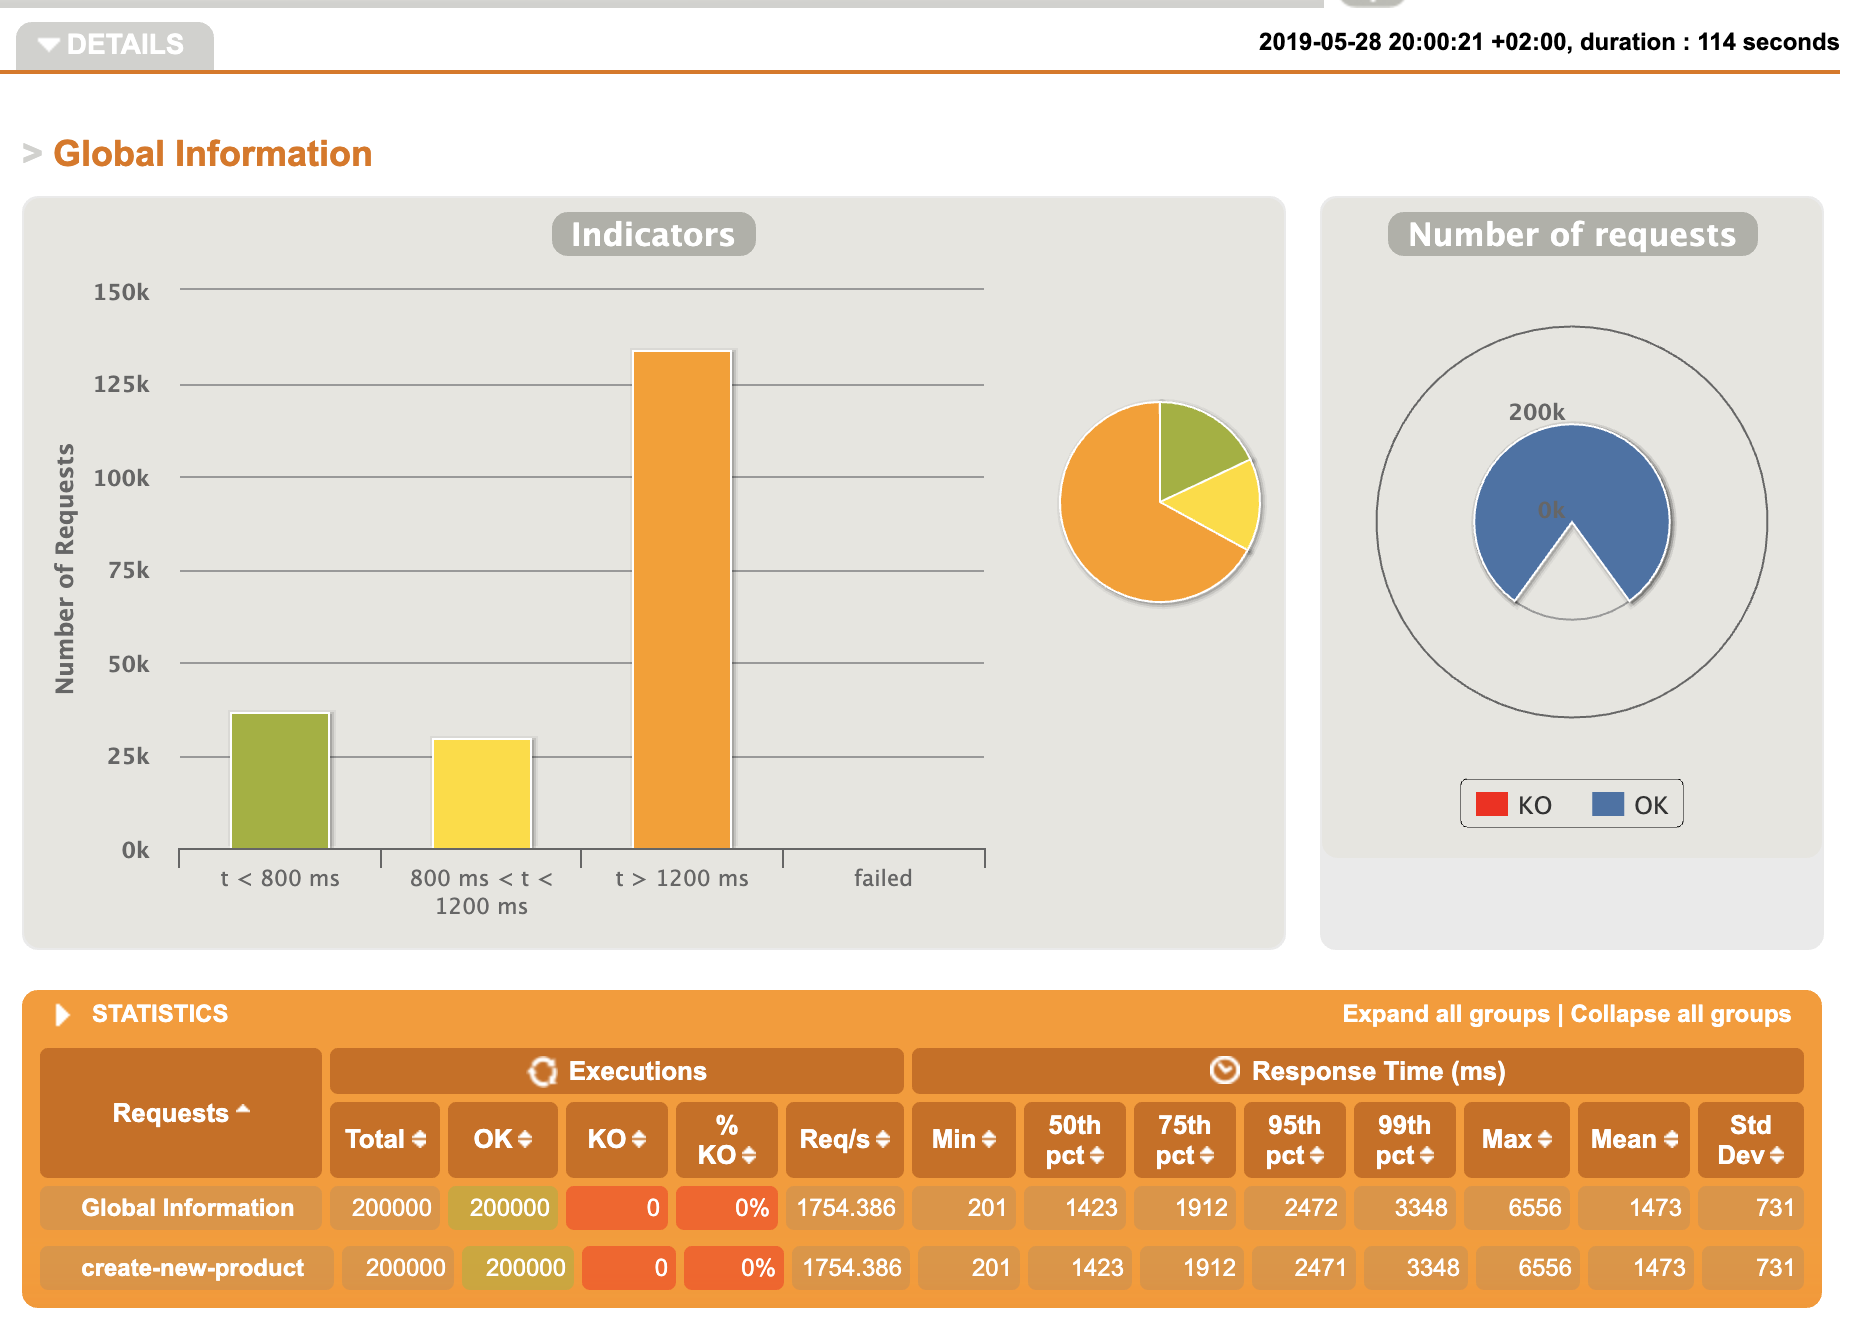 DETAILS
2019-05-28 20:00:21 +02:00, duration : 114 seconds
> Global Information
Indicators
Number of Requests
150k
125k
100k
75k
50k
25k
0k
t < 800 ms
800 ms < t <
1200 ms
t > 1200 ms
failed
Number of requests
200k
0k
KO OK
STATISTICS
Expand all groups | Collapse all groups
Requests Executions Response Time (ms)
Total OK KO % KO Req/s Min 50th pct 75th pct 95th pct 99th pct Max Mean Std Dev
Global Information 200000 200000 0 0% 1754.386 201 1423 1912 2472 3348 6556 1473 731
create-new-product 200000 200000 0 0% 1754.386 201 1423 1912 2471 3348 6556 1473 731